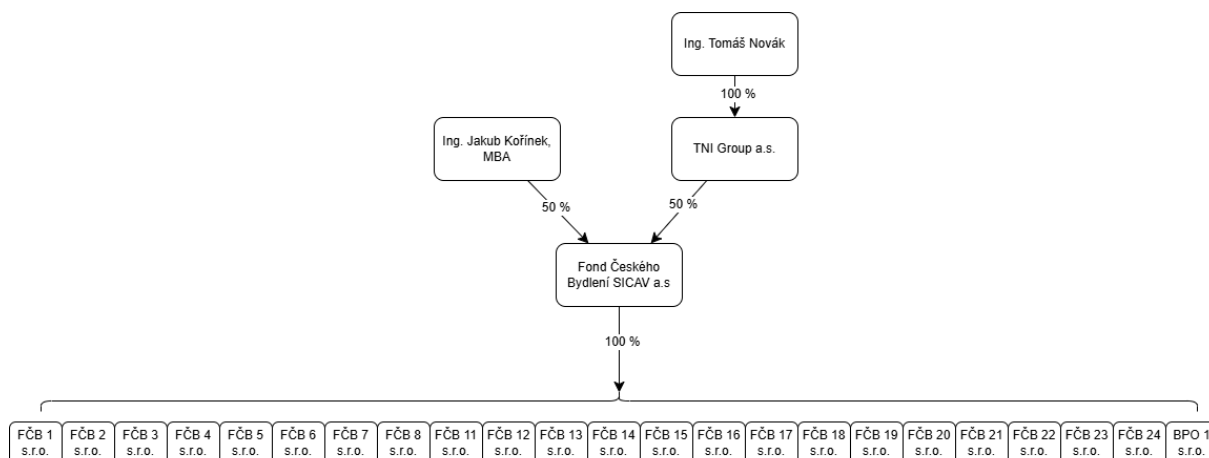 Ing. Tomáš Novák
100 %
Ing. Jakub Kořínek,
MBA
TNI Group a.s.
50 %
50 %
Fond Českého
Bydlení SICAV a.s
100 %
FČB 1
s.r.o.
FČB 2
s.r.o.
FČB 3
s.r.o.
FČB 4
s.r.o.
FČB 5
s.r.o.
FČB 6
s.r.o.
FČB 7
s.r.o.
FČB 8
s.r.o.
FČB 11
s.r.o.
FČB 12
s.r.o.
FČB 13
s.r.o.
FČB 14
s.r.o.
FČB 15
s.r.o.
FČB 16
s.r.o.
FČB 17
s.r.o.
FČB 18
s.r.o.
FČB 19
s.r.o.
FČB 20
s.r.o.
FČB 21
s.r.o.
FČB 22
s.r.o.
FČB 23
s.r.o.
FČB 24
s.r.o.
BPO 1
s.r.o.